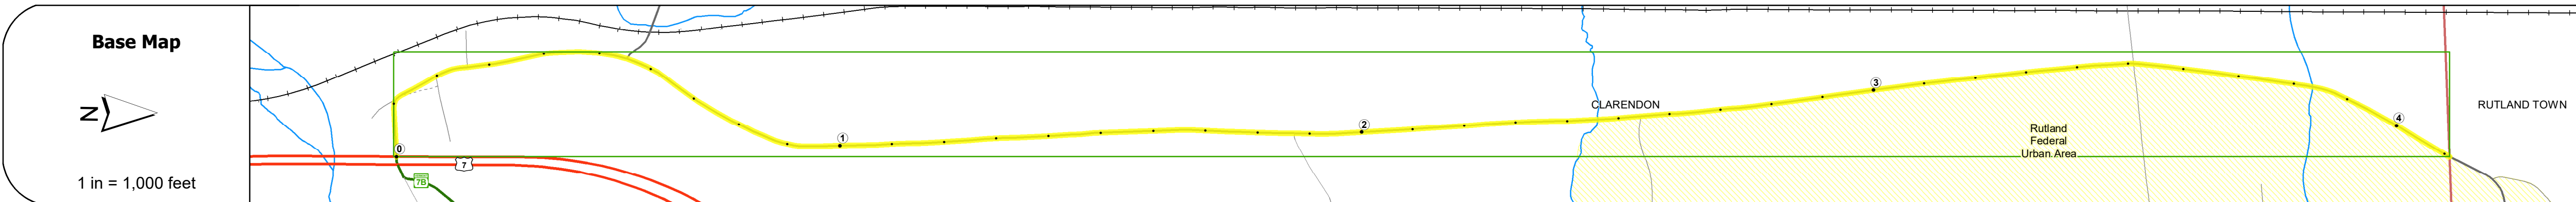 Base Map
N
1 in = 1,000 feet
0
7
7B
1
2
CLARENDON
3
Rutland
Federal
Urban Area
4
RUTLAND TOWN